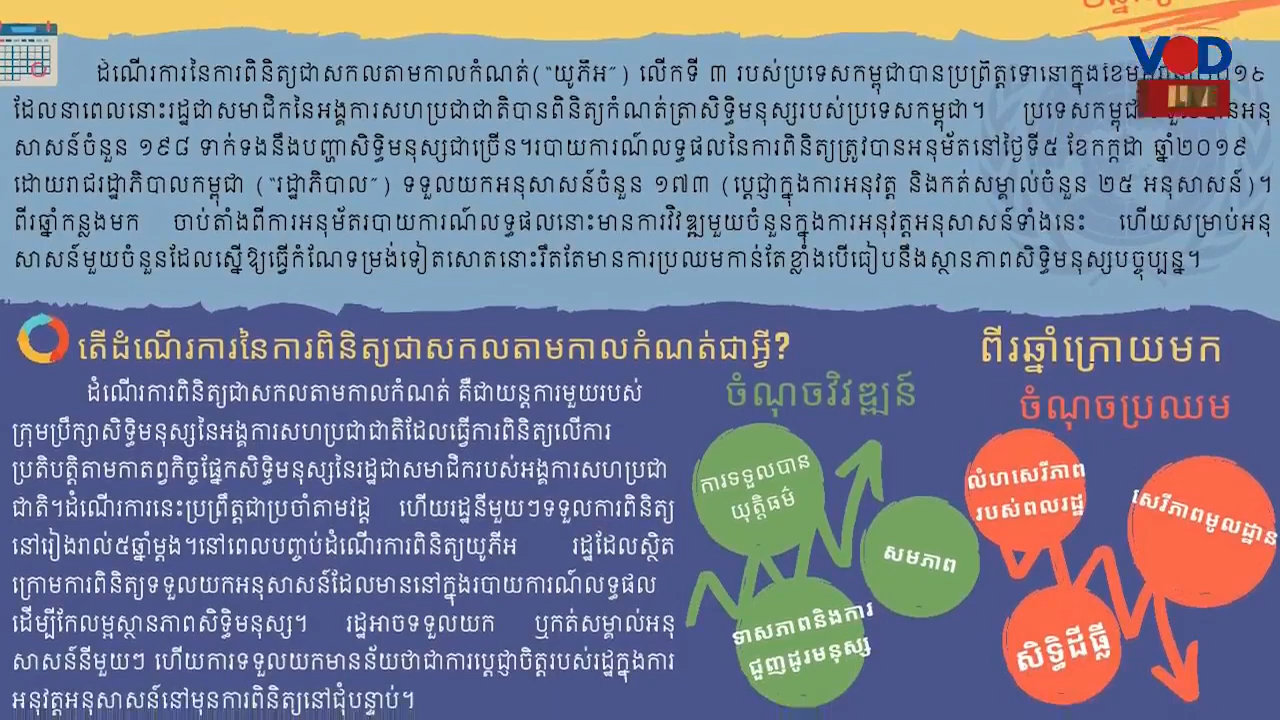 VOD
LIVE
ដំណើរការនៃការពិនិត្យជាសកលតាមកាលកំណត់("យូភីអ") លើកទី ៣ របស់ប្រទេសកម្ពុជាបានប្រព្រឹត្តទៅនៅក្នុង
ដែលនាពេលនោះរដ្ឋជាសមាជិកនៃអង្គការសហប្រជាជាតិបានពិនិត្យកំណត់ត្រាសិទ្ធិមនុស្សរបស់ប្រទេសកម្ពុជា។ ប្រទេសកម្ពុជា
សាសន៍ចំនួន ១៩៨ ទាក់ទងនឹងបញ្ហាសិទ្ធិមនុស្សជាច្រើន។របាយការណ៍លទ្ធផលនៃការពិនិត្យត្រូវបានអនុម័តនៅថ្ងៃទី៥ ខែកក្កដា ឆ្នាំ២០១៩
ដោយរាជរដ្ឋាភិបាលកម្ពុជា ("រដ្ឋាភិបាល") ទទួលយកអនុសាសន៍ចំនួន ១៧៣ (ប្តេជ្ញាក្នុងការអនុវត្ត និងកត់សម្គាល់ចំនួន ២៥ អនុសាសន៍)។
ពីរឆ្នាំកន្លងមក ចាប់តាំងពីការអនុម័តរបាយការណ៍លទ្ធផលនោះមានការវិវឌ្ឍមួយចំនួនក្នុងការអនុវត្តអនុសាសន៍ទាំងនេះ ហើយសម្រាប់អនុ
សាសន៍មួយចំនួនដែលស្នើឱ្យធ្វើកំណែទម្រង់ទៀតសោតនោះរឹតតែមានការប្រឈមកាន់តែខ្លាំងបើធៀបនឹងស្ថានភាពសិទ្ធិមនុស្សបច្ចុប្បន្ន។
តើដំណើរការនៃការពិនិត្យជាសកលតាមកាលកំណត់ជាអ្វី?
ដំណើរការពិនិត្យជាសកលតាមកាលកំណត់ គឺជាយន្តការមួយរបស់
ក្រុមប្រឹក្សាសិទ្ធិមនុស្សនៃអង្គការសហប្រជាជាតិដែលធ្វើការពិនិត្យលើការ
ប្រតិបត្តិតាមកាតព្វកិច្ចផ្នែកសិទ្ធិមនុស្សនៃរដ្ឋជាសមាជិករបស់អង្គការសហប្រជា
ជាតិ។ដំណើរការនេះប្រព្រឹត្តជាប្រចាំតាមវដ្ត ហើយរដ្ឋនីមួយៗទទួលការពិនិត្យ
នៅរៀងរាល់៥ឆ្នាំម្តង។នៅពេលបញ្ចប់ដំណើរការពិនិត្យយូភីអ រដ្ឋដែលស្ថិត
ក្រោមការពិនិត្យទទួលយកអនុសាសន៍ដែលមាននៅក្នុងរបាយការណ៍លទ្ធផល
ដើម្បីកែលម្អស្ថានភាពសិទ្ធិមនុស្ស។ រដ្ឋអាចទទួលយក ឬកត់សម្គាល់អនុ
សាសន៍នីមួយៗ ហើយការទទួលយកមានន័យថាជាការប្តេជ្ញាចិត្តរបស់រដ្ឋក្នុងការ
អនុវត្តអនុសាសន៍នៅមុនការពិនិត្យនៅជុំបន្ទាប់។
ពីរឆ្នាំក្រោយមក
ចំណុចវិវឌ្ឍន៍
ការទទួលបាន
យុត្តិធម៌
សមភាព
ទាសភាពនិងការ
ជួញដូរមនុស្ស
ចំណុចប្រឈម
លំហសេរីភាព
របស់ពលរដ្ឋ
សេរីភាពមូលដ្ឋាន
សិទ្ធិដីធ្លី